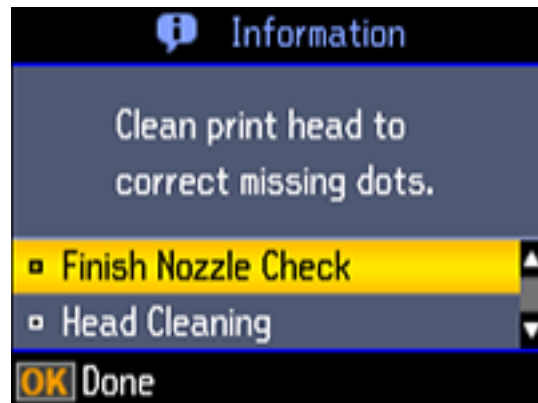 Information
Clean print head to
correct missing dots.
Finish Nozzle Check
Head Cleaning
OK Done